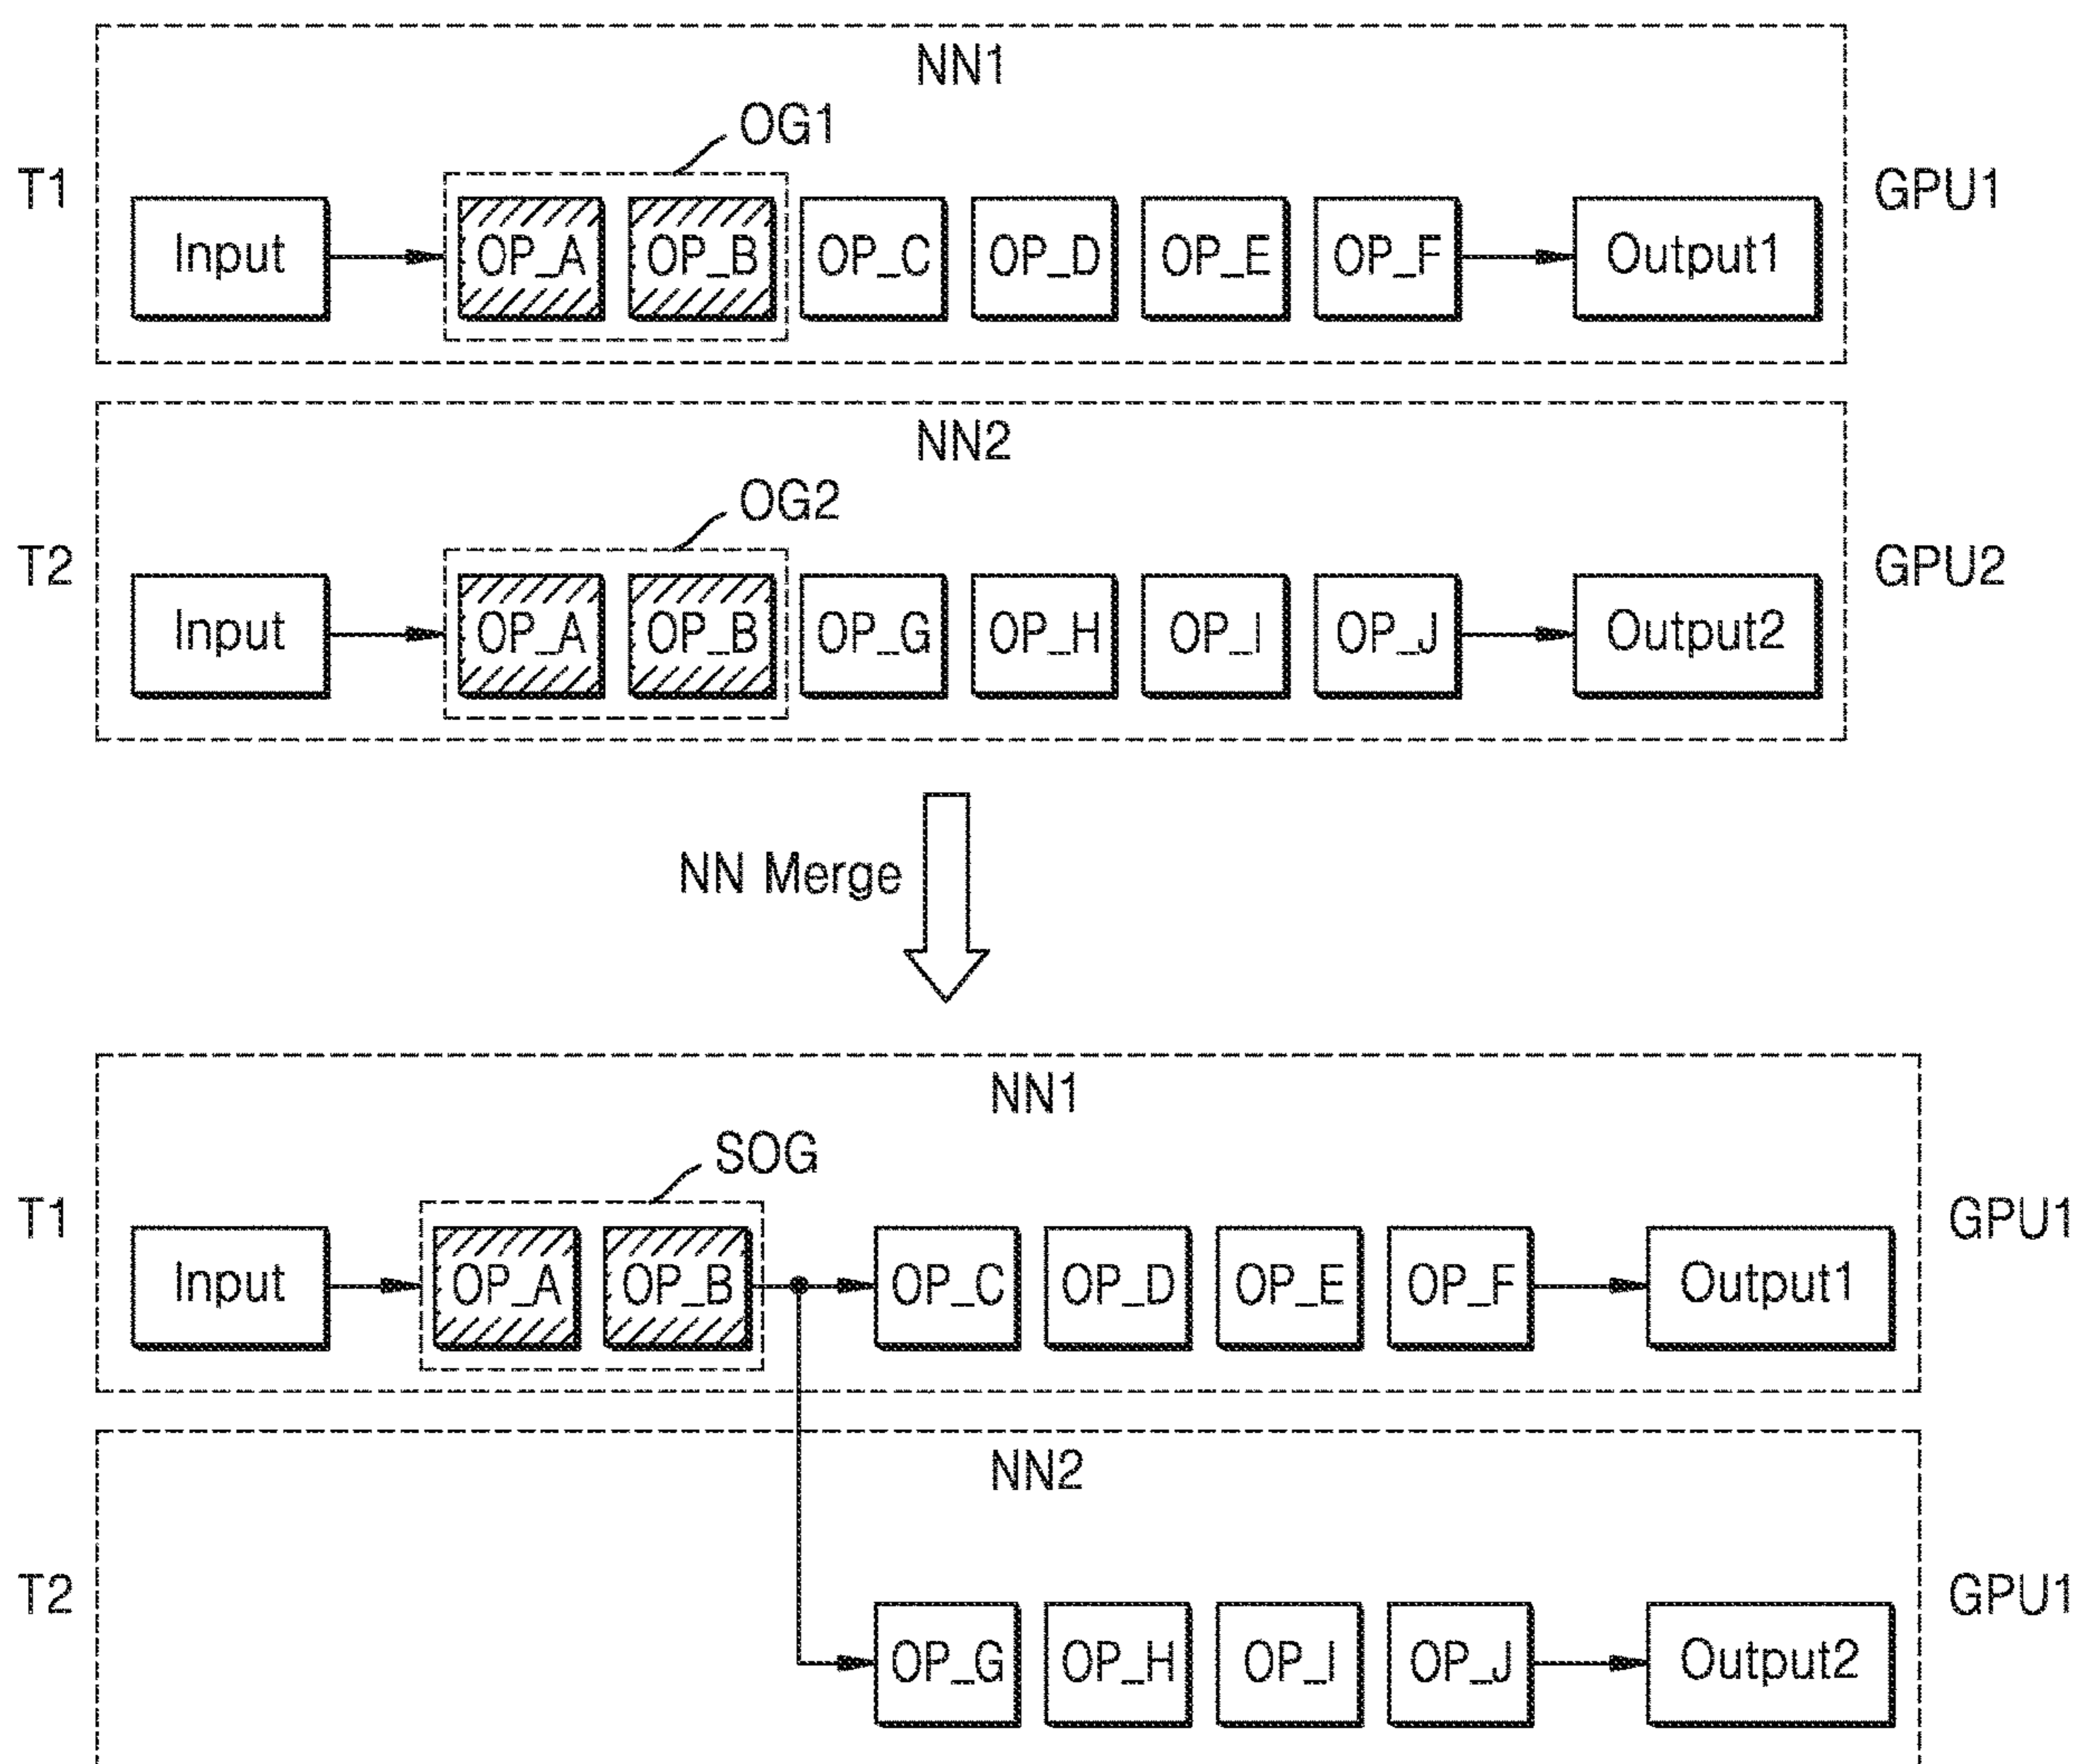 NN1
OG1
T1
Input OP_A OP_B OP_C OP_D OP_E OP_F Output1
GPU1
NN2
OG2
T2
Input OP_A OP_B OP_G OP_H OP_I OP_J Output2
GPU2
NN Merge
NN1
SOG
T1
Input OP_A OP_B OP_C OP_D OP_E OP_F Output1
GPU1
NN2
T2
OP_G OP_H OP_I OP_J Output2
GPU1